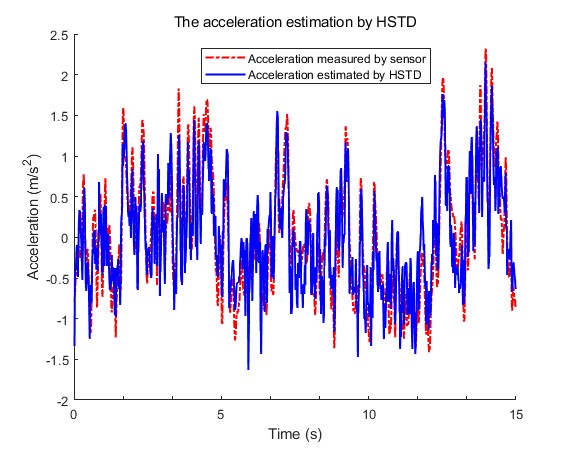 The acceleration estimation by HSTD
Acceleration measured by sensor
Acceleration estimated by HSTD
2.5
2
1.5
1
0.5
0
-0.5
-1
-1.5
-2
Acceleration (m/s²)
0
5
10
15
Time (s)